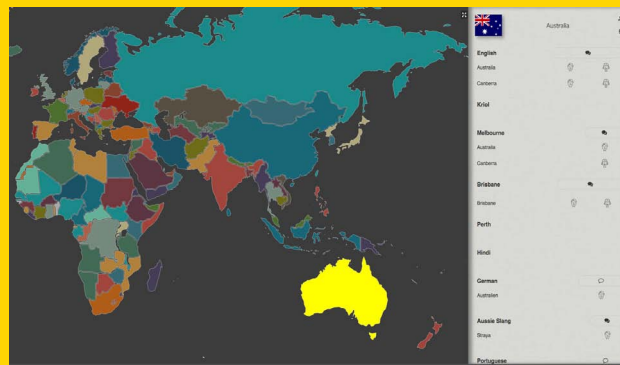 Australia
English
Australia
Canberra
Kriol
Melbourne
Australia
Canberra
Brisbane
Brisbane
Perth
Hindi
German
Australien
Aussie Slang
Straya
Portuguese